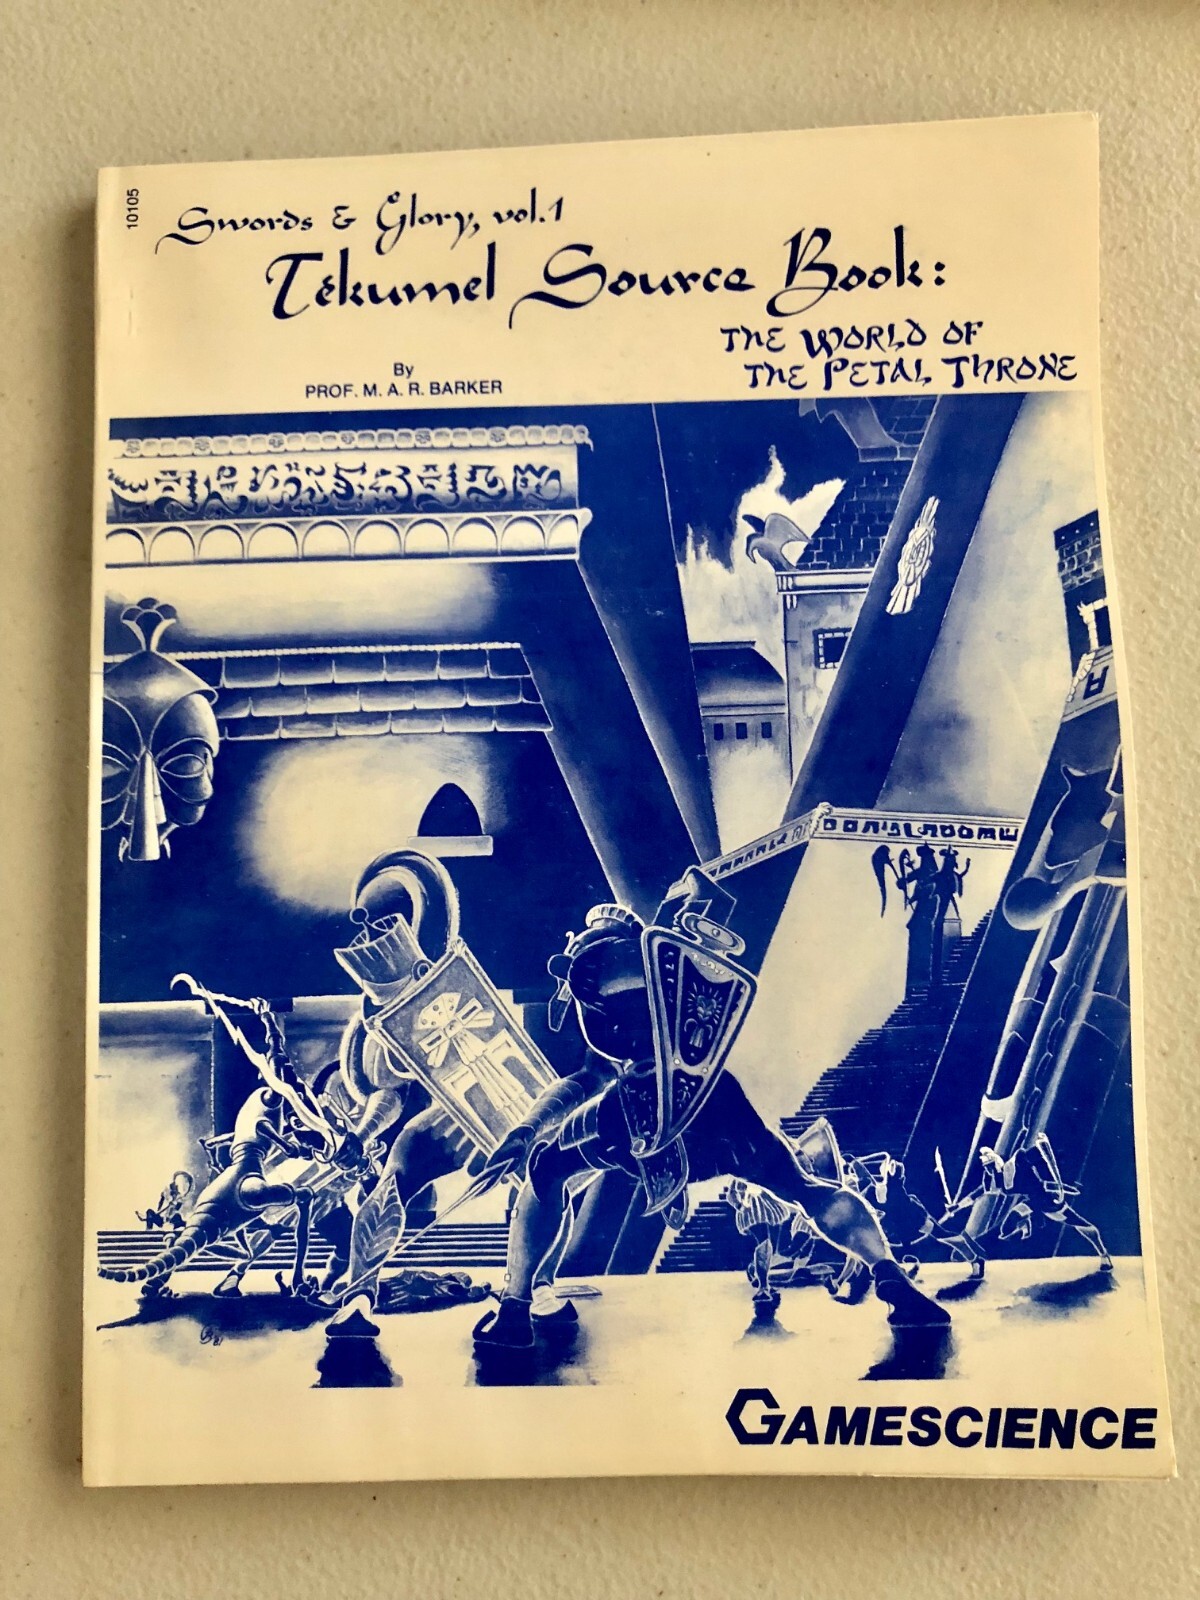 10105
Swords & Glory, vol.1
Tékumel Source Book:
THE WORLD OF
THE PETAL THRONE
By
PROF. M. A. R. BARKER
GAMESCIENCE